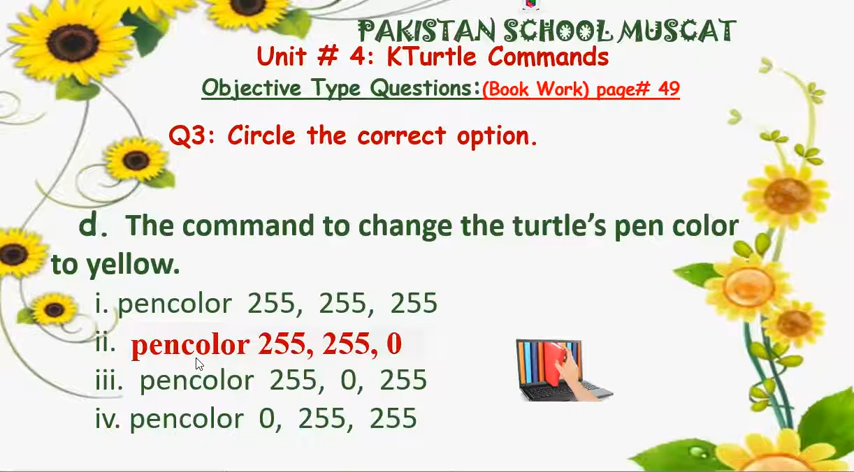 PAKISTAN SCHOOL MUSCAT
Unit # 4: KTurtle Commands
Objective Type Questions:(Book Work) page# 49
Q3: Circle the correct option.
d. The command to change the turtle's pen color
to yellow.
i. pencolor 255, 255, 255
ii. pencolor 255, 255, 0
iii. pencolor 255, 0, 255
iv. pencolor 0, 255, 255